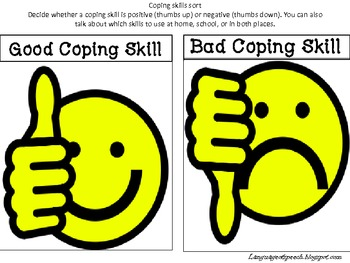 Coping skills sort
Decide whether a coping skill is positive (thumbs up) or negative (thumbs down). You can also
talk about which skills to use at home, school, or in both places.
Good Coping Skill
Bad Coping Skill
LanguageSpeech.blogspot.com